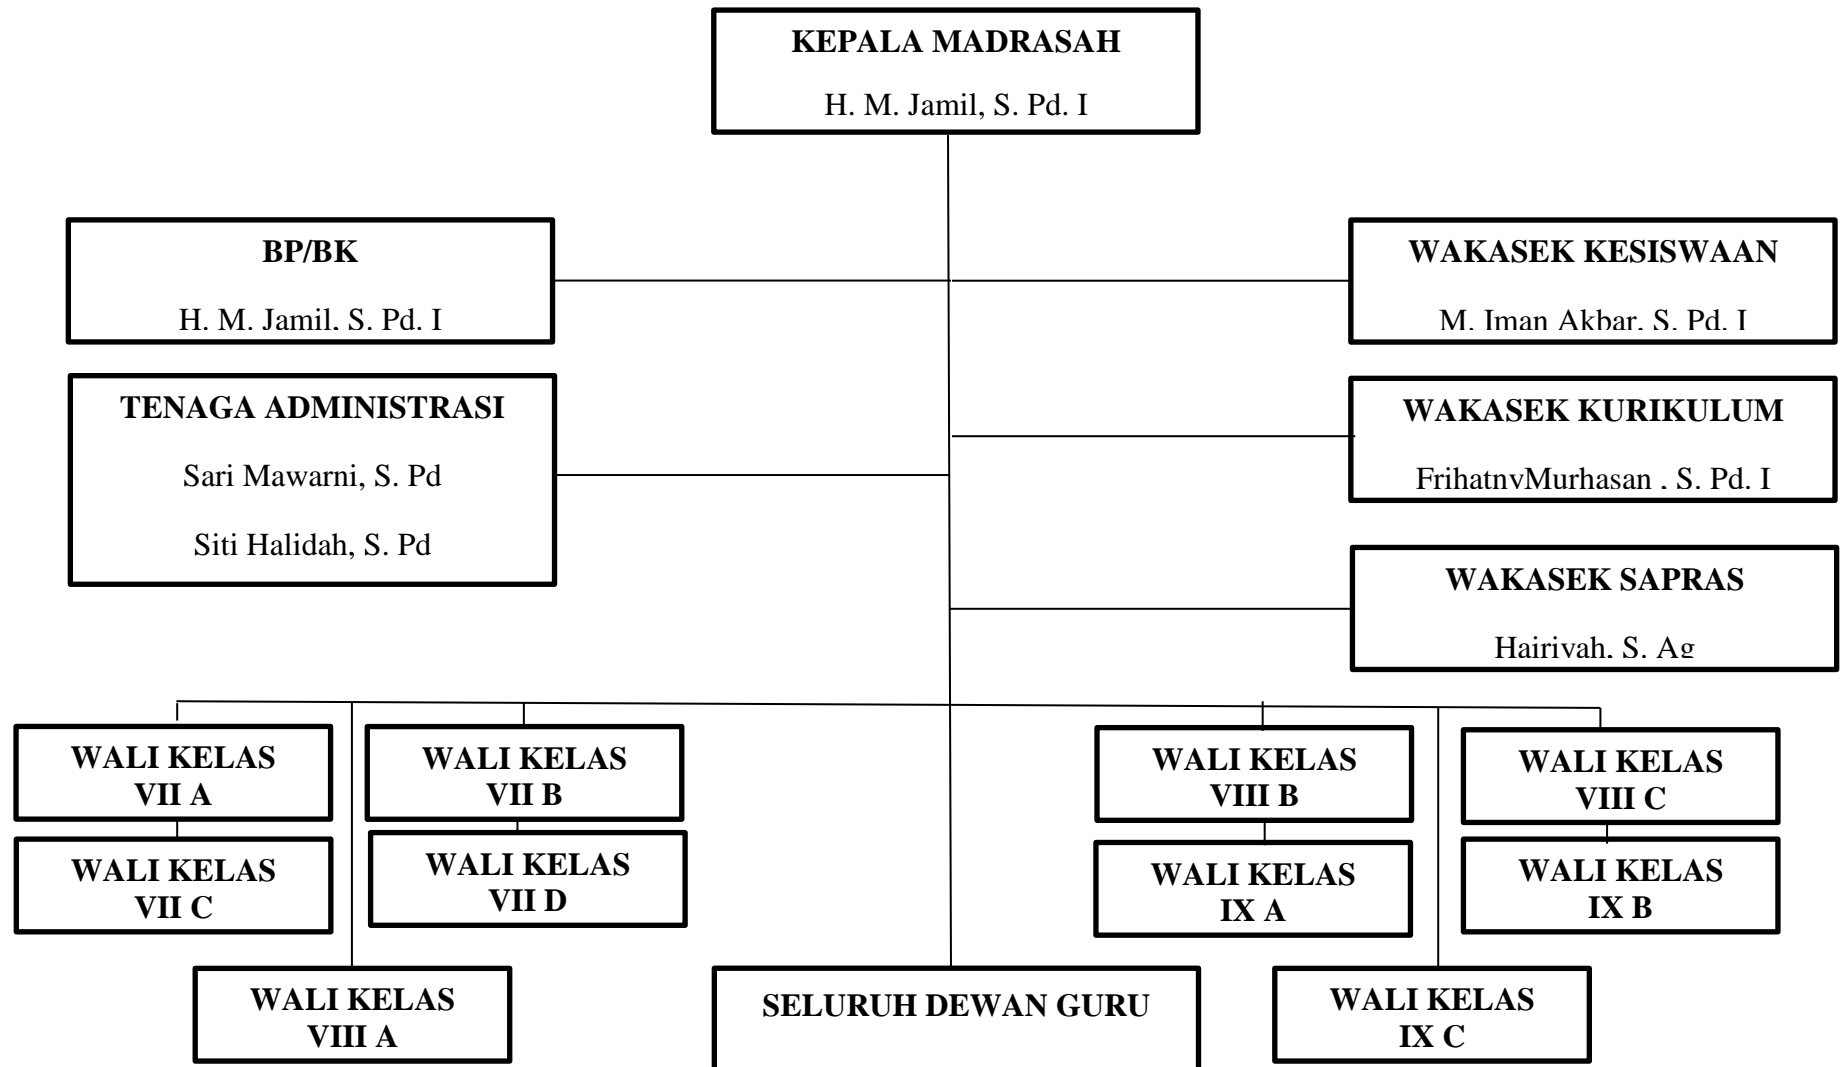 KEPALA MADRASAH
H. M. Jamil, S. Pd. I
BP/BK
H. M. Jamil, S. Pd. I
WAKASEK KESISWAAN
M. Iman Akbar, S. Pd. I
TENAGA ADMINISTRASI
Sari Mawarni, S. Pd
Siti Halidah, S. Pd
WAKASEK KURIKULUM
FrihatnyMurhasan , S. Pd. I
WAKASEK SAPRAS
Hairiyah, S. Ag
WALI KELAS
VII A
WALI KELAS
VII B
WALI KELAS
VIII B
WALI KELAS
VIII C
WALI KELAS
VII C
WALI KELAS
VII D
WALI KELAS
IX A
WALI KELAS
IX B
WALI KELAS
VIII A
SELURUH DEWAN GURU
WALI KELAS
IX C